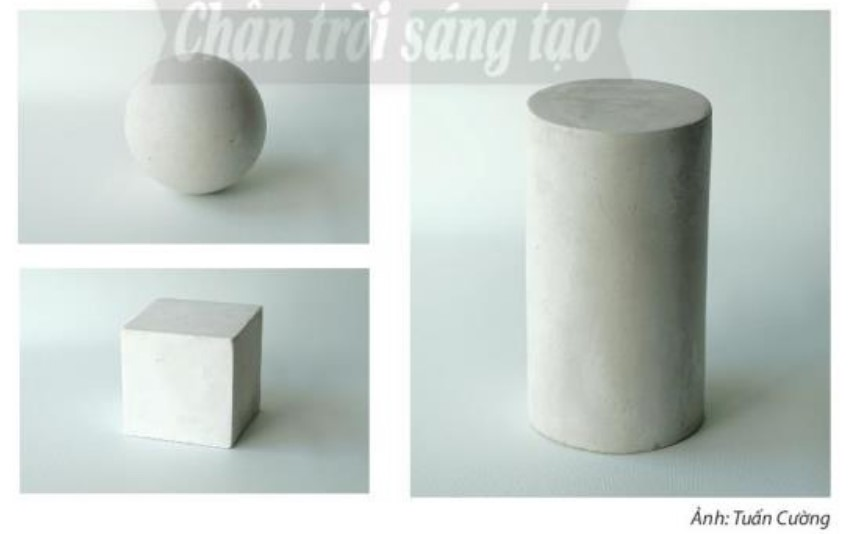 Chân trời sáng tạo
Ảnh: Tuấn Cường